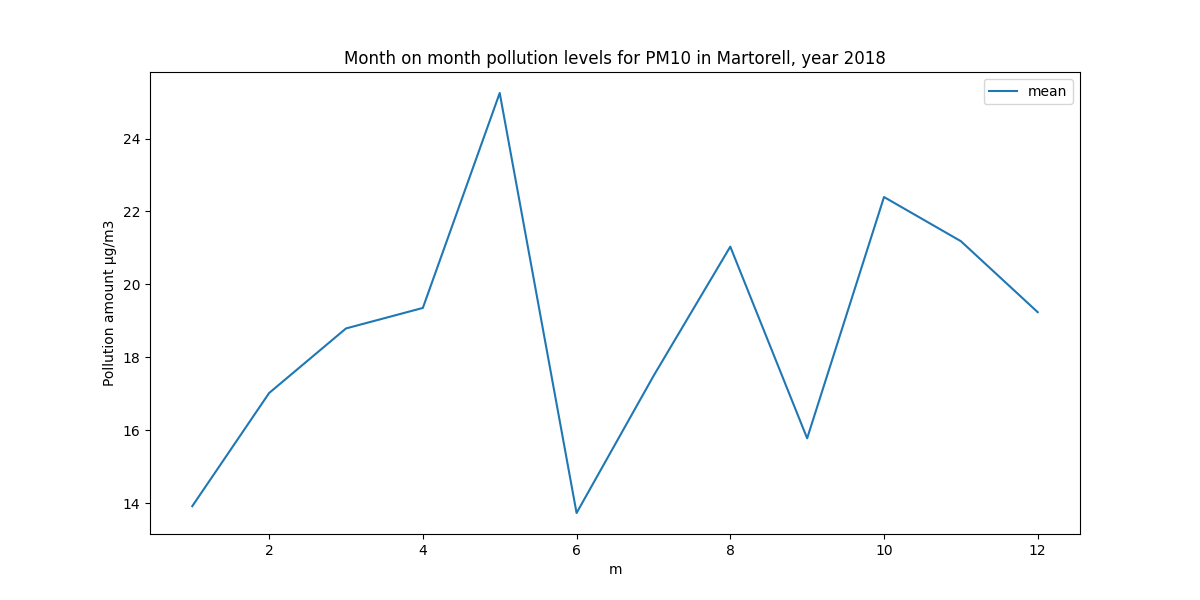 Month on month pollution levels for PM10 in Martorell, year 2018
mean
24
22
20
18
16
14
Pollution amount µg/m3
2 4 6 8 10 12
m